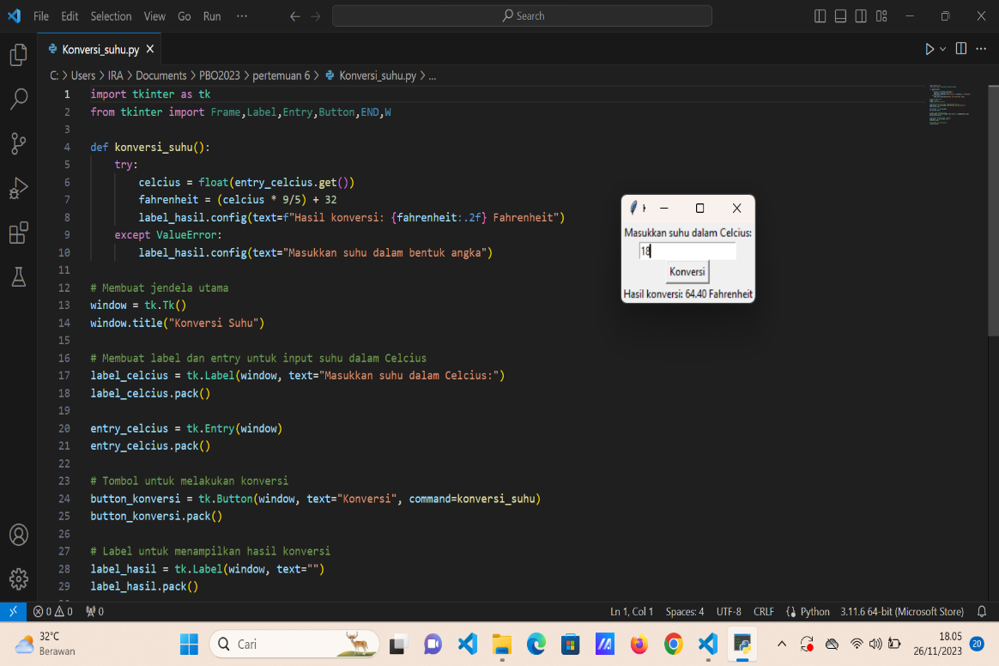 File Edit Selection View Go Run ··· Search
Konversi_suhu.py
C: > Users > IRA > Documents > PBO2023 > pertemuan 6 > Konversi_suhu.py > ...
1 import tkinter as tk
2 from tkinter import Frame,Label,Entry,Button,END,W
3
4 def konversi_suhu():
5     try:
6         celcius = float(entry_celcius.get())
7         fahrenheit = (celcius * 9/5) + 32
8         label_hasil.config(text=f"Hasil konversi: {fahrenheit:.2f} Fahrenheit")
9     except ValueError:
10         label_hasil.config(text="Masukkan suhu dalam bentuk angka")
11
12 # Membuat jendela utama
13 window = tk.Tk()
14 window.title("Konversi Suhu")
15
16 # Membuat label dan entry untuk input suhu dalam Celcius
17 label_celcius = tk.Label(window, text="Masukkan suhu dalam Celcius:")
18 label_celcius.pack()
19
20 entry_celcius = tk.Entry(window)
21 entry_celcius.pack()
22
23 # Tombol untuk melakukan konversi
24 button_konversi = tk.Button(window, text="Konversi", command=konversi_suhu)
25 button_konversi.pack()
26
27 # Label untuk menampilkan hasil konversi
28 label_hasil = tk.Label(window, text="")
29 label_hasil.pack()
Masukkan suhu dalam Celcius:
18
Konversi
Hasil konversi: 64.40 Fahrenheit
0 0 0 Ln 1, Col 1 Spaces: 4 UTF-8 CRLF Python 3.11.6 64-bit (Microsoft Store)
32°C
Berawan
Cari
18.05
26/11/2023
20